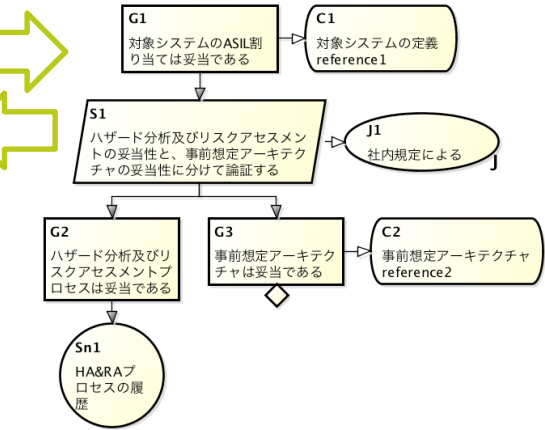 G1
対象システムのASIL割
り当ては妥当である
C1
対象システムの定義
reference1
S1
ハザード分析及びリスクアセスメン
トの妥当性と、事前想定アーキテク
チャの妥当性に分けて論証する
J1
社内規定による
J
G2
ハザード分析及びリ
スクアセスメントプ
ロセスは妥当である
G3
事前想定アーキテク
チャは妥当である
C2
事前想定アーキテクチャ
reference2
Sn1
HA&RAプ
ロセスの履
歴